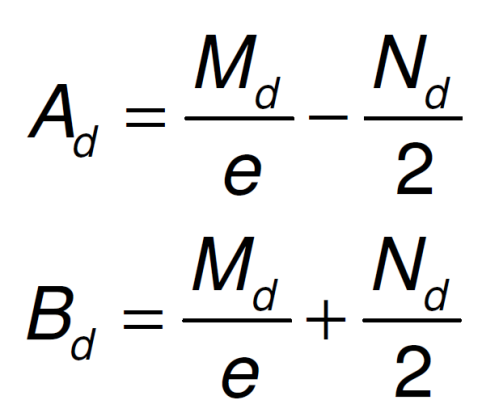 A_d = M_d/e - N_d/2
B_d = M_d/e + N_d/2